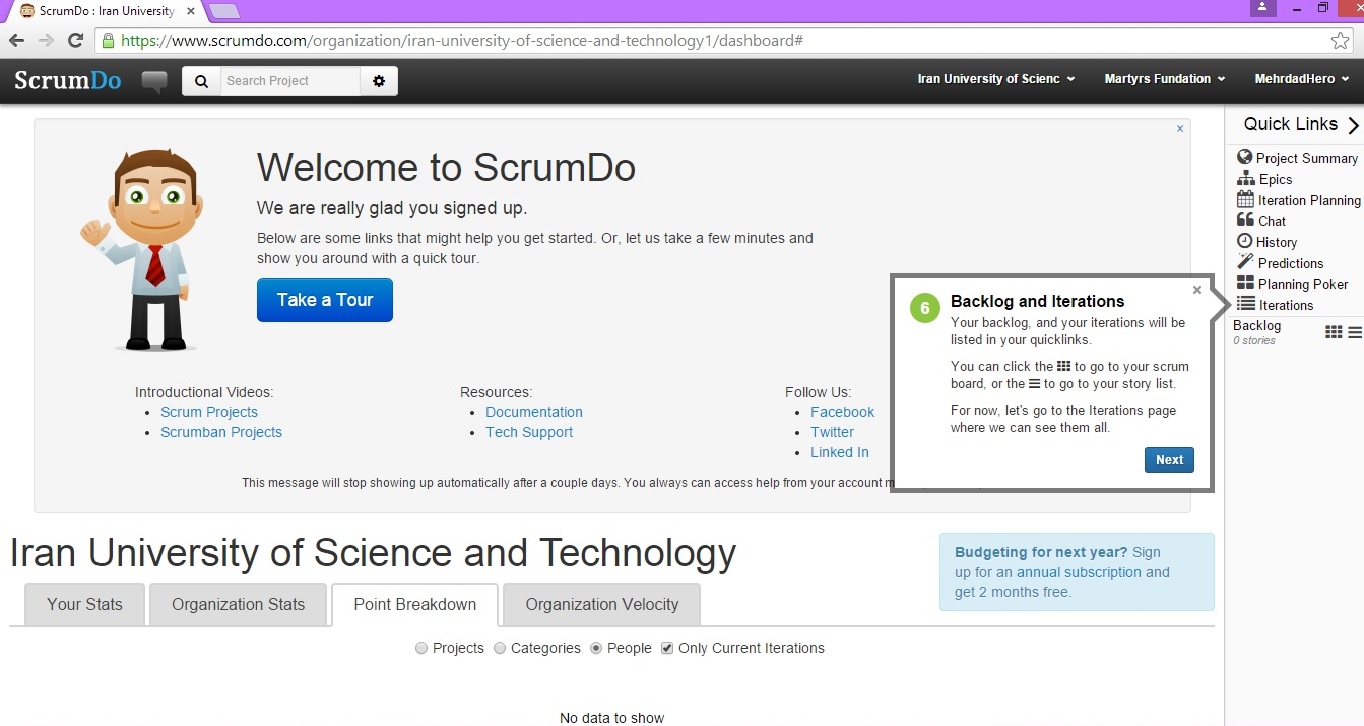 ScrumDo : Iran University
https://www.scrumdo.com/organization/iran-university-of-science-and-technology1/dashboard#
ScrumDo
Search Project
Iran University of Scienc
Martyrs Fundation
MehrdadHero
Welcome to ScrumDo
We are really glad you signed up.
Below are some links that might help you get started. Or, let us take a few minutes and
show you around with a quick tour.
Take a Tour
Introductional Videos:
Scrum Projects
Scrumban Projects
Resources:
Documentation
Tech Support
Follow Us:
Facebook
Twitter
Linked In
This message will stop showing up automatically after a couple days. You always can access help from your account
x
6
Backlog and Iterations
Your backlog, and your iterations will be
listed in your quicklinks.
You can click the to go to your scrum
board, or the to go to your story list.
For now, let's go to the Iterations page
where we can see them all.
Next
Quick Links
Project Summary
Epics
Iteration Planning
Chat
History
Predictions
Planning Poker
Iterations
Backlog
0 stories
Iran University of Science and Technology
Budgeting for next year? Sign
up for an annual subscription and
get 2 months free.
Your Stats
Organization Stats
Point Breakdown
Organization Velocity
Projects
Categories
People
Only Current Iterations
No data to show